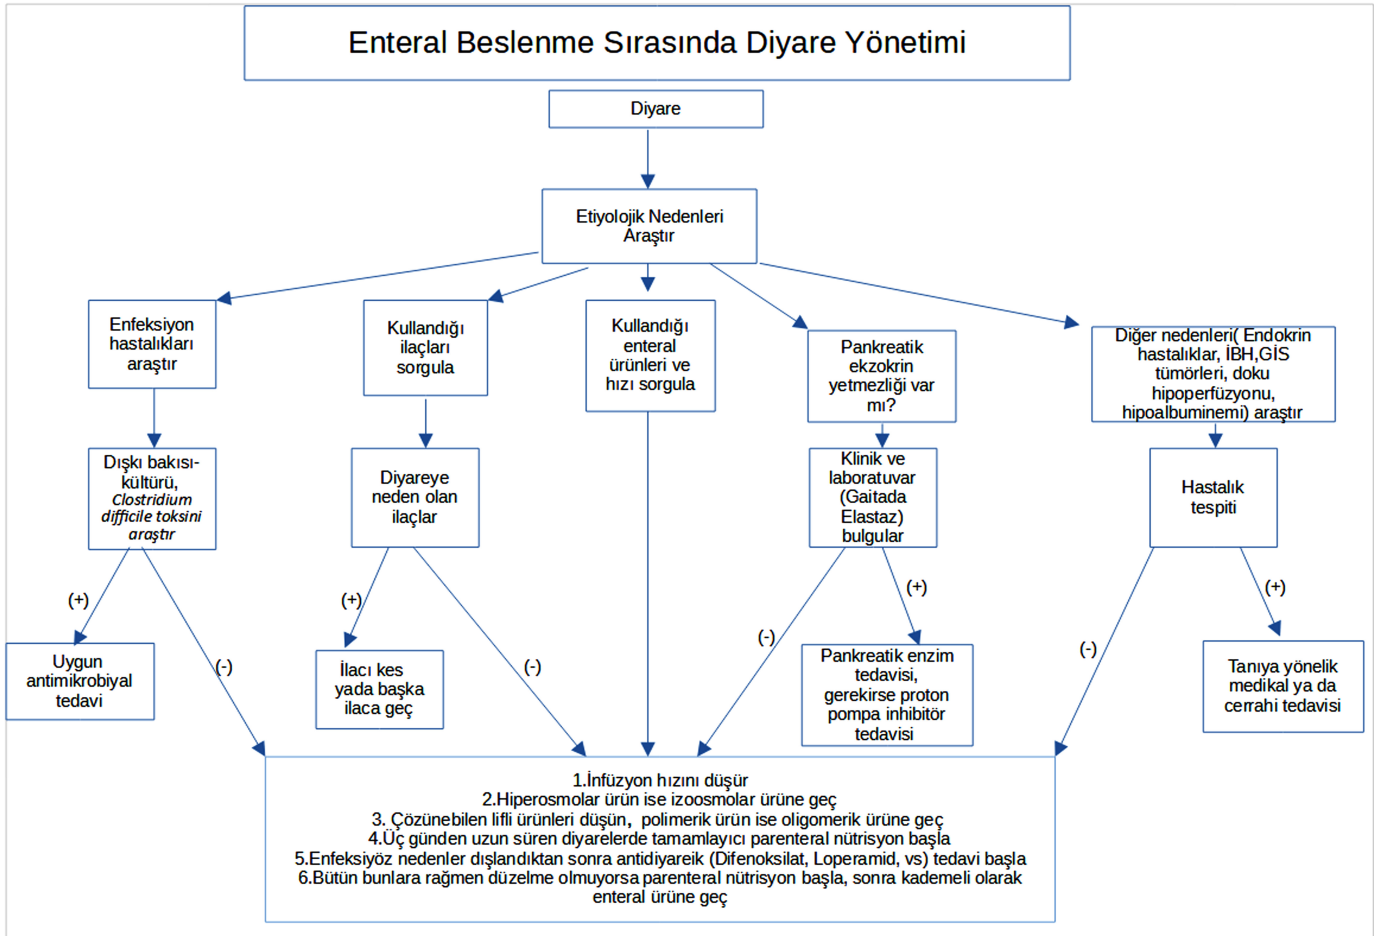 Enteral Beslenme Sırasında Diyare Yönetimi
Diyare
Etiyolojik Nedenleri
Araştır
Enfeksiyon
hastalıkları
araştır
Kullandığı
ilaçları
sorgula
Kullandığı
enteral
ürünleri ve
hızı sorgula
Pankreatik
ekzokrin
yetmezliği var
mı?
Diğer nedenleri( Endokrin
hastalıklar, İBH,GİS
tümörleri, doku
hipoperfüzyonu,
hipoalbuminemi) araştır
Dışkı bakısı-
kültürü,
Clostridium
difficile toksini
araştır
Diyareye
neden olan
ilaçlar
Klinik ve
laboratuvar
(Gaitada
Elastaz)
bulgular
Hastalık
tespiti
(+)
(-)
(+)
(-)
(-)
(+)
(-)
(+)
Uygun
antimikrobiyal
tedavi
İlacı kes
yada başka
ilaca geç
Pankreatik enzim
tedavisi,
gerekirse proton
pompa inhibitör
tedavisi
Tanıya yönelik
medikal ya da
cerrahi tedavisi
1.İnfüzyon hızını düşür
2.Hiperosmolar ürün ise izoosmolar ürüne geç
3. Çözünebilen lifli ürünleri düşün, polimerik ürün ise oligomerik ürüne geç
4.Üç günden uzun süren diyarelerde tamamlayıcı parenteral nütrisyon başla
5.Enfeksiyöz nedenler dışlandıktan sonra antidiyareik (Difenoksilat, Loperamid, vs) tedavi başla
6.Bütün bunlara rağmen düzelme olmuyorsa parenteral nütrisyon başla, sonra kademeli olarak
enteral ürüne geç